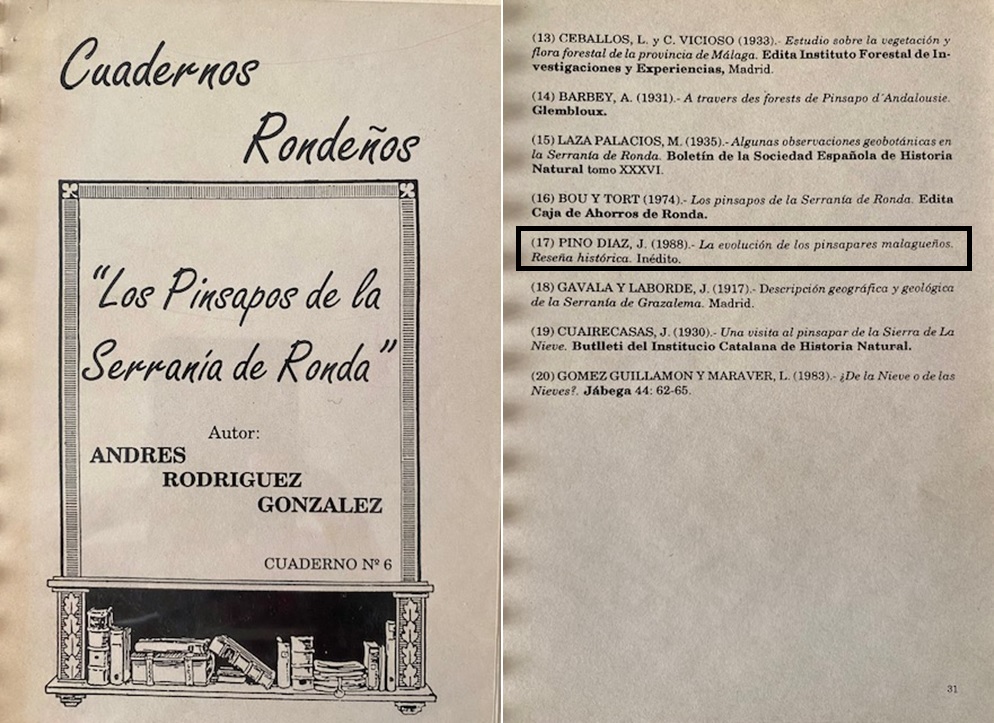 Cuadernos
Rondeños
"Los Pinsapos de la
Serranía de Ronda"
Autor:
ANDRES
RODRIGUEZ
GONZALEZ
CUADERNO Nº 6
(13) CEBALLOS, L. y C. VICIOSO (1933).- Estudio sobre la vegetación y
flora forestal de la provincia de Málaga. Edita Instituto Forestal de In-
vestigaciones y Experiencias, Madrid.
(14) BARBEY, A. (1931).- A travers des forests de Pinsapo d´Andalousie.
Glembloux.
(15) LAZA PALACIOS, M. (1935).- Algunas observaciones geobotánicas en
la Serranía de Ronda. Boletín de la Sociedad Española de Historia
Natural tomo XXXVI.
(16) BOU Y TORT (1974).- Los pinsapos de la Serranía de Ronda. Edita
Caja de Ahorros de Ronda.
(17) PINO DIAZ, J. (1988).- La evolución de los pinsapares malagueños.
Reseña histórica. Inédito.
(18) GAVALA Y LABORDE, J. (1917).- Descripción geográfica y geológica
de la Serranía de Grazalema. Madrid.
(19) CUAIRECASAS, J. (1930).- Una visita al pinsapar de la Sierra de La
Nieve. Butlleti del Institucio Catalana de Historia Natural.
(20) GOMEZ GUILLAMON Y MARAVER, L. (1983).- ¿De la Nieve o de las
Nieves?. Jábega 44: 62-65.
31